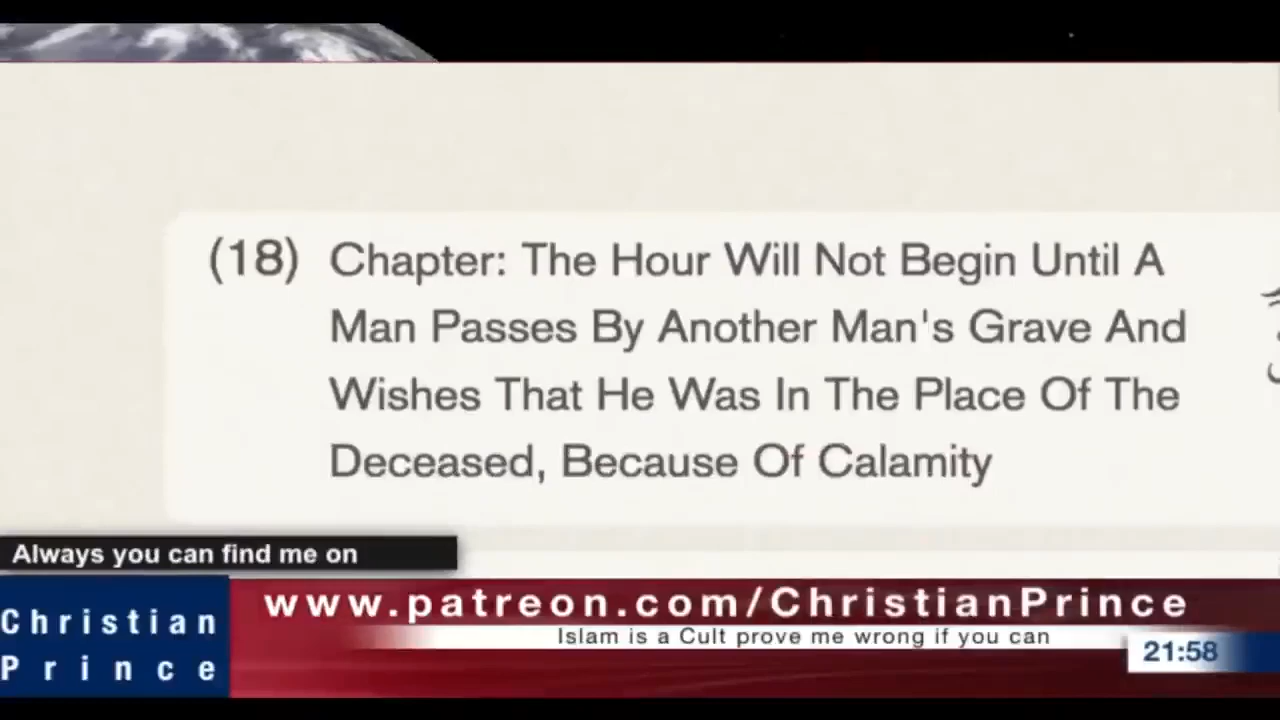 (18) Chapter: The Hour Will Not Begin Until A
Man Passes By Another Man's Grave And
Wishes That He Was In The Place Of The
Deceased, Because Of Calamity
Always you can find me on
Christian
Prince
www.patreon.com/ChristianPrince
Islam is a Cult prove me wrong if you can
21:58